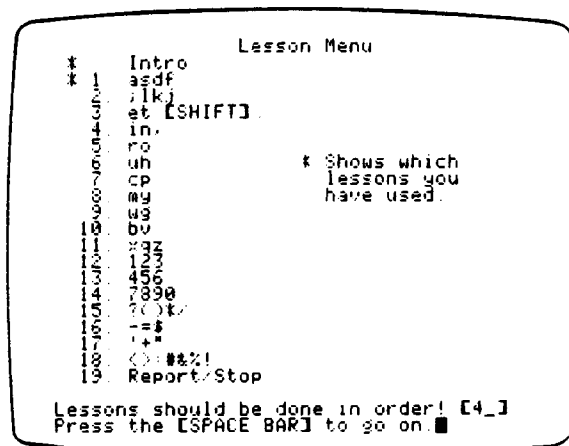 Lesson Menu
* Intro
* 1. asdf
2. ;lkj
3. et [SHIFT].
4. in,
5. ro
6. uh
* Shows which
7. cp
lessons you
8. my
have used.
9. wg
10. bv
11. xqz
12. 123
13. 456
14. 7890
15. ?()*/
16. -=$
17. '+"
18. <>:#&%!
19. Report/Stop
Lessons should be done in order! [4_]
Press the [SPACE BAR] to go on.